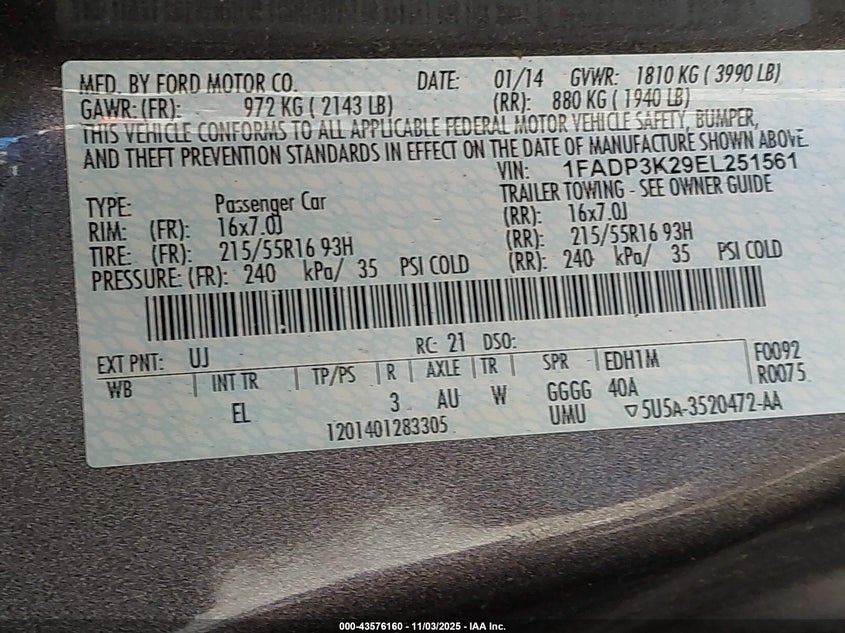 MFD. BY FORD MOTOR CO. DATE: 01/14 GVWR: 1810 KG ( 3990 LB)
GAWR: (FR): 972 KG ( 2143 LB) (RR): 880 KG ( 1940 LB)
THIS VEHICLE CONFORMS TO ALL APPLICABLE FEDERAL MOTOR VEHICLE SAFETY, BUMPER,
AND THEFT PREVENTION STANDARDS IN EFFECT ON THE DATE OF MANUFACTURE SHOWN ABOVE.
VIN: 1FADP3K29EL251561
TYPE: Passenger Car TRAILER TOWING - SEE OWNER GUIDE
RIM: (FR): 16x7.0J (RR): 16x7.0J
TIRE: (FR): 215/55R16 93H (RR): 215/55R16 93H
PRESSURE: (FR): 240 kPa/ 35 PSI COLD (RR): 240 kPa/ 35 PSI COLD
EXT PNT: UJ RC: 21 DSO:
WB | INT TR | TP/PS | R | AXLE | TR | SPR | EDH1M F0092
EL 3 AU W GGGG 40A R0075
1201401283305 UMU ▽5U5A-3520472-AA
000-43576160 - 11/03/2025 - IAA Inc.